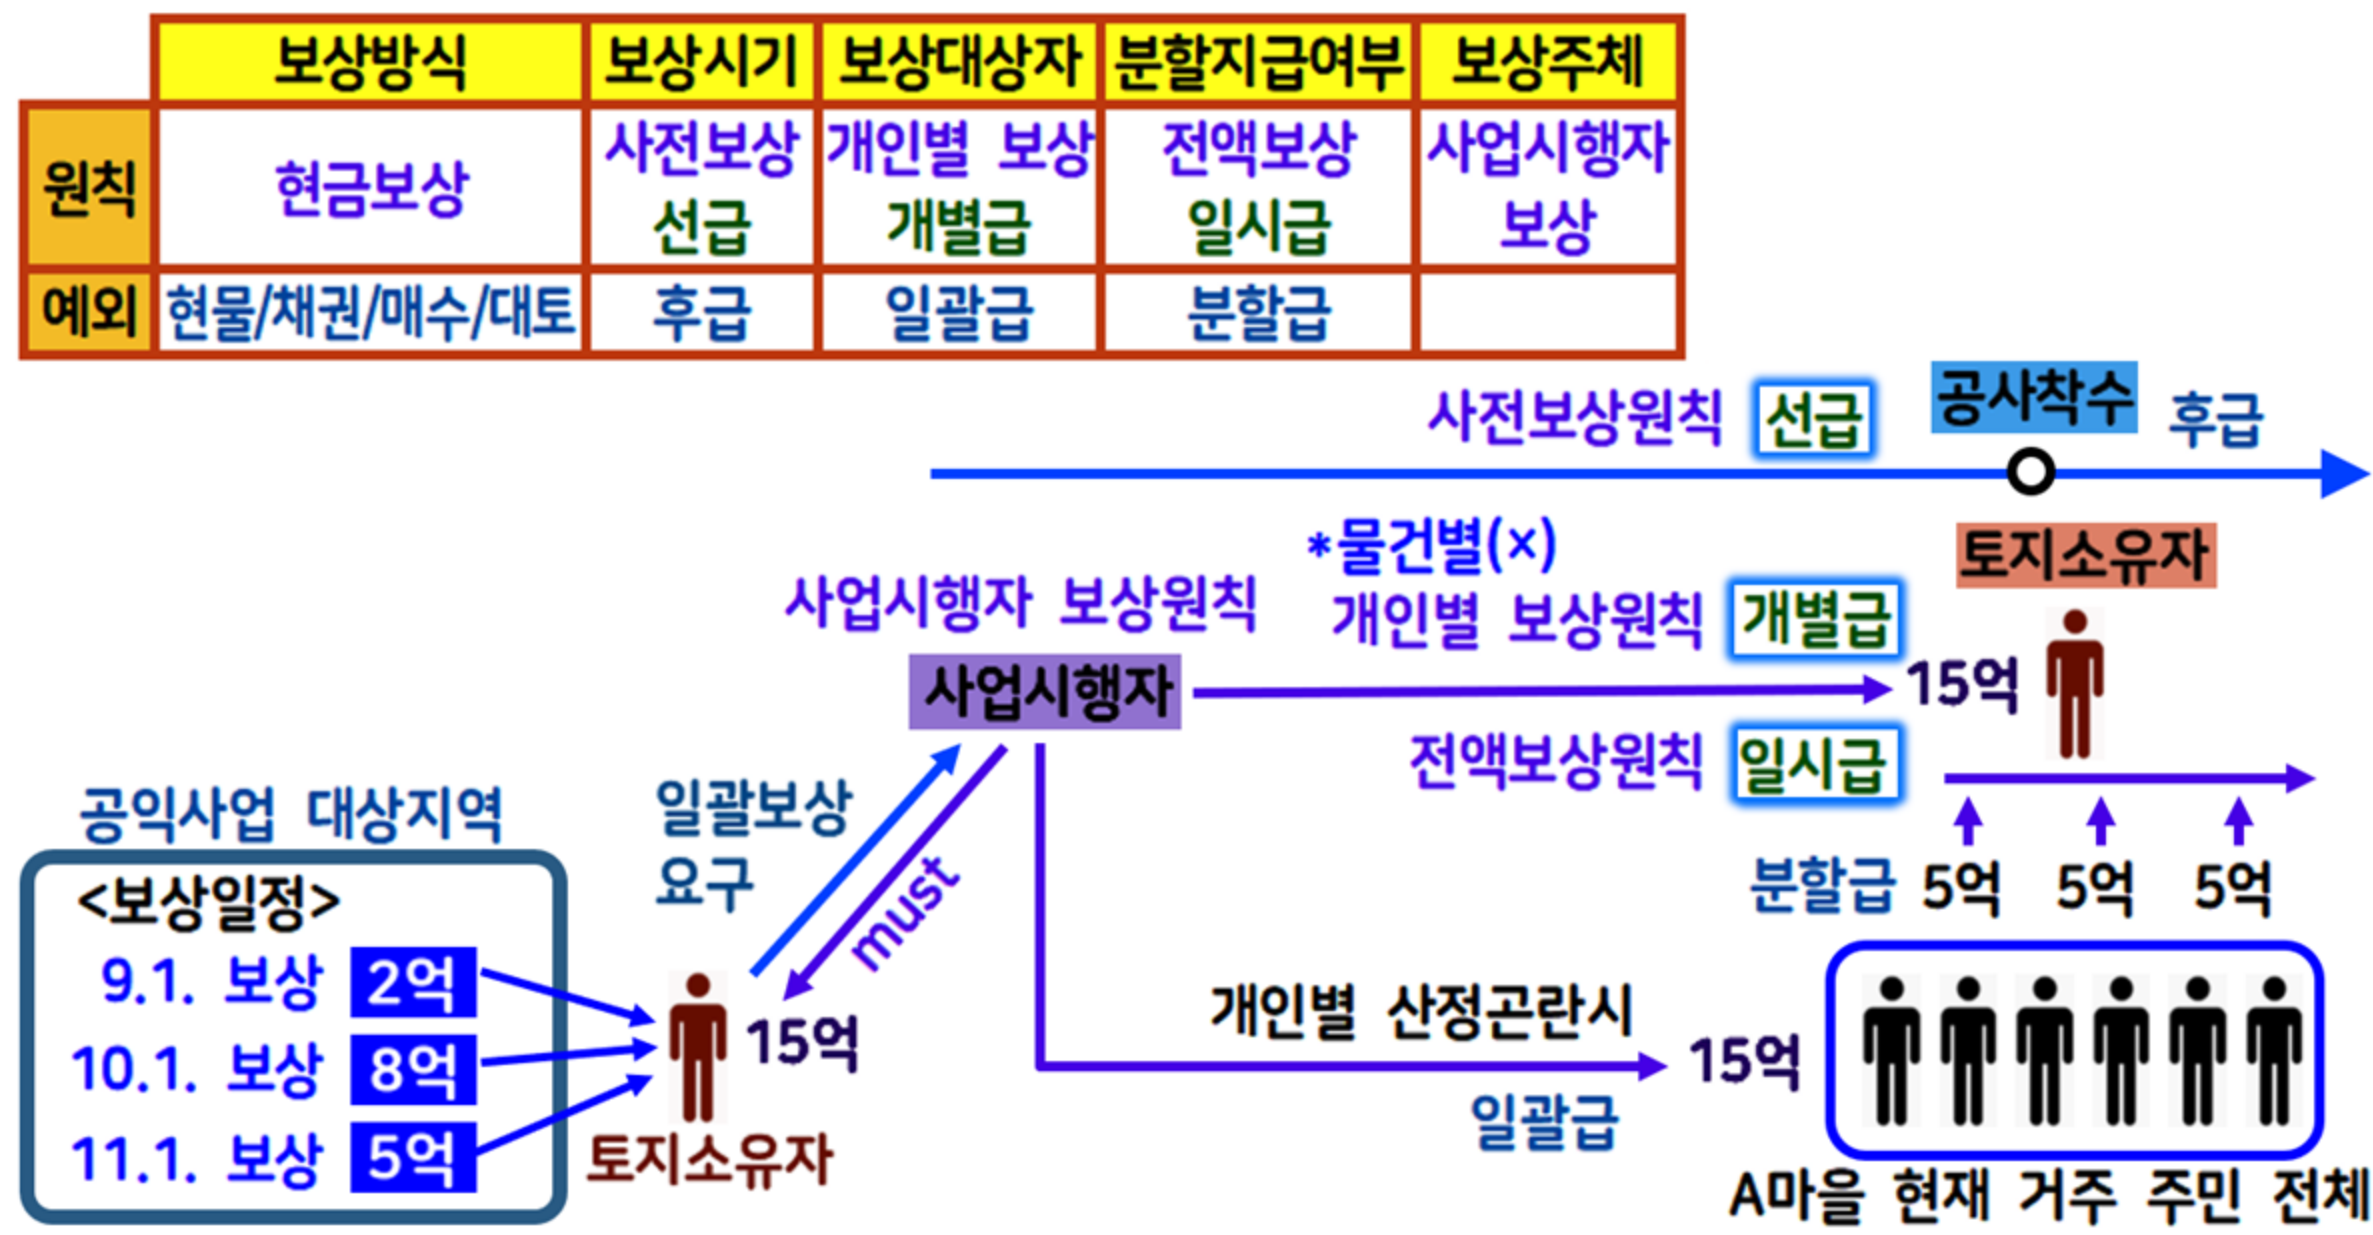 보상방식 보상시기 보상대상자 분할지급여부 보상주체
원칙 현금보상 사전보상 개인별 보상 전액보상 사업시행자
선급 개별급 일시급 보상
예외 현물/채권/매수/대토 후급 일괄급 분할급
사전보상원칙 선급 공사착수 후급
*물건별(×)
토지소유자
사업시행자 보상원칙 개인별 보상원칙 개별급
사업시행자 15억
전액보상원칙 일시급
공익사업 대상지역 일괄보상
요구
must
분할급 5억 5억 5억
<보상일정>
9.1. 보상 2억
10.1. 보상 8억
11.1. 보상 5억
15억
토지소유자
개인별 산정곤란시
15억
일괄급
A마을 현재 거주 주민 전체